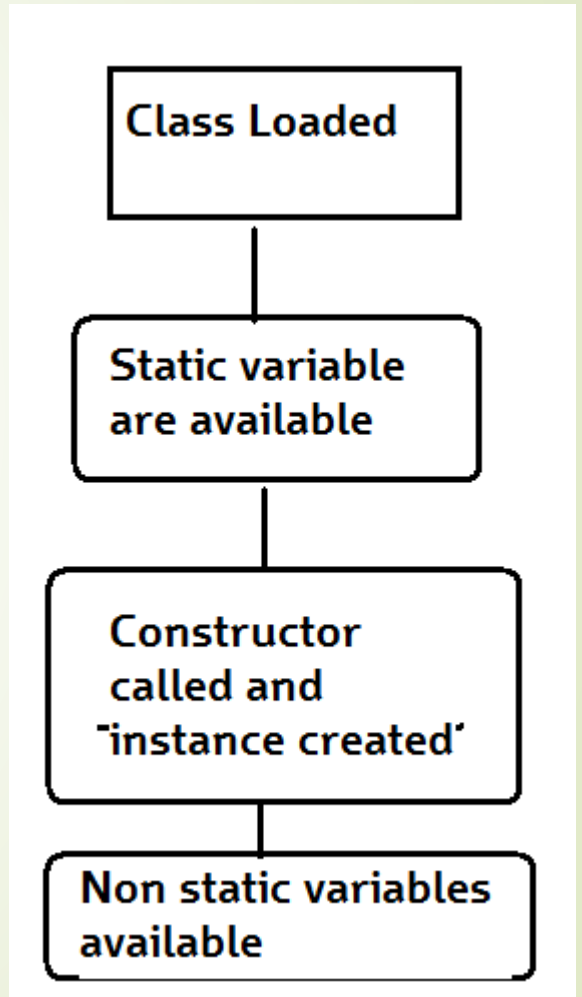 Class Loaded
Static variable
are available
Constructor
called and
"instance created"
Non static variables
available